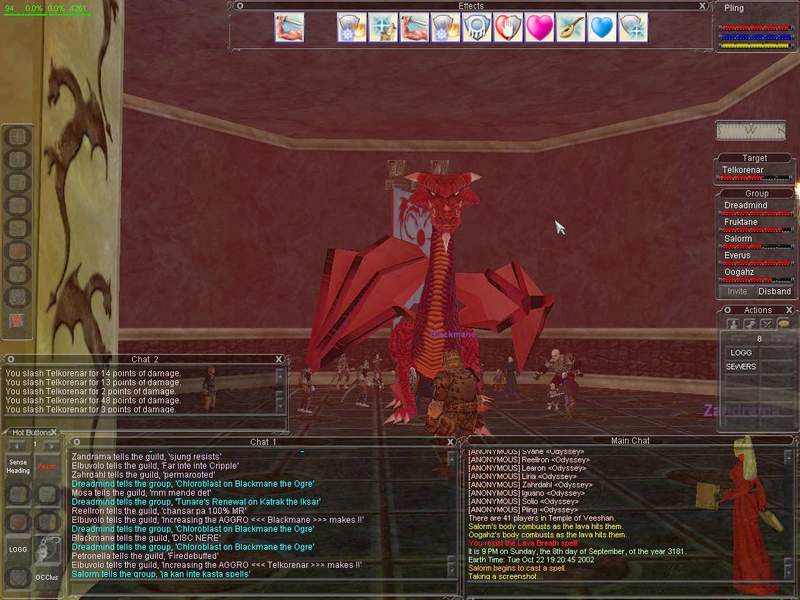 94 0.0% 0.0% 4261
Effects
Pling
W N
Target
Telkorenar
Group
Dreadmind
Fruktane
Salorm
Everus
Oogahz
Invite Disband
Actions
8
LOGG
SEWERS
Blackmane
Zandrama
Chat 2
You slash Telkorenar for 14 points of damage.
You slash Telkorenar for 13 points of damage.
You slash Telkorenar for 2 points of damage.
You slash Telkorenar for 48 points of damage.
You slash Telkorenar for 3 points of damage.
Hot Buttons
1
Sense Heading
LOGG
OCClus
Chat 1
Zandrama tells the guild, 'sjung resists'
Elbuvolo tells the guild, 'Far inte inte Cripple'
Zahrdahl tells the guild, 'permarooted'
Dreadmind tells the group, 'Chloroblast on Blackmane the Ogre'
Mosa tells the guild, 'mm mende det'
Dreadmind tells the group, 'Tunare's Renewal on Katrak the Iksar'
Reellron tells the guild, 'chansar pa 100% MR'
Elbuvolo tells the guild, 'Increasing the AGGRO <<< Blackmane >>> makes !!'
Dreadmind tells the group, 'Chloroblast on Blackmane the Ogre'
Blackmane tells the guild, 'DISC NERE'
Dreadmind tells the group, 'Chloroblast on Blackmane the Ogre'
Petronella tells the guild, 'Firedebuffed'
Elbuvolo tells the guild, 'Increasing the AGGRO <<< Telkorenar >>> makes !!'
Salorm tells the group, 'ja kan inte kasta spells'
Main Chat
[ANONYMOUS] Svane <Odyssey>
[ANONYMOUS] Reellron <Odyssey>
[ANONYMOUS] Learon <Odyssey>
[ANONYMOUS] Liria <Odyssey>
[ANONYMOUS] Zahrdahl <Odyssey>
[ANONYMOUS] Iguano <Odyssey>
[ANONYMOUS] Solio <Odyssey>
[ANONYMOUS] Pling <Odyssey>
There are 41 players in Temple of Veeshan.
Salorm's body combusts as the lava hits them.
Oogahz's body combusts as the lava hits them.
You resist the Lava Breath spell!
It is 9 PM on Sunday, the 8th day of September, of the year 3181.
Earth Time: Tue Oct 22 19:20:45 2002
Salorm begins to cast a spell.
Taking a screenshot...